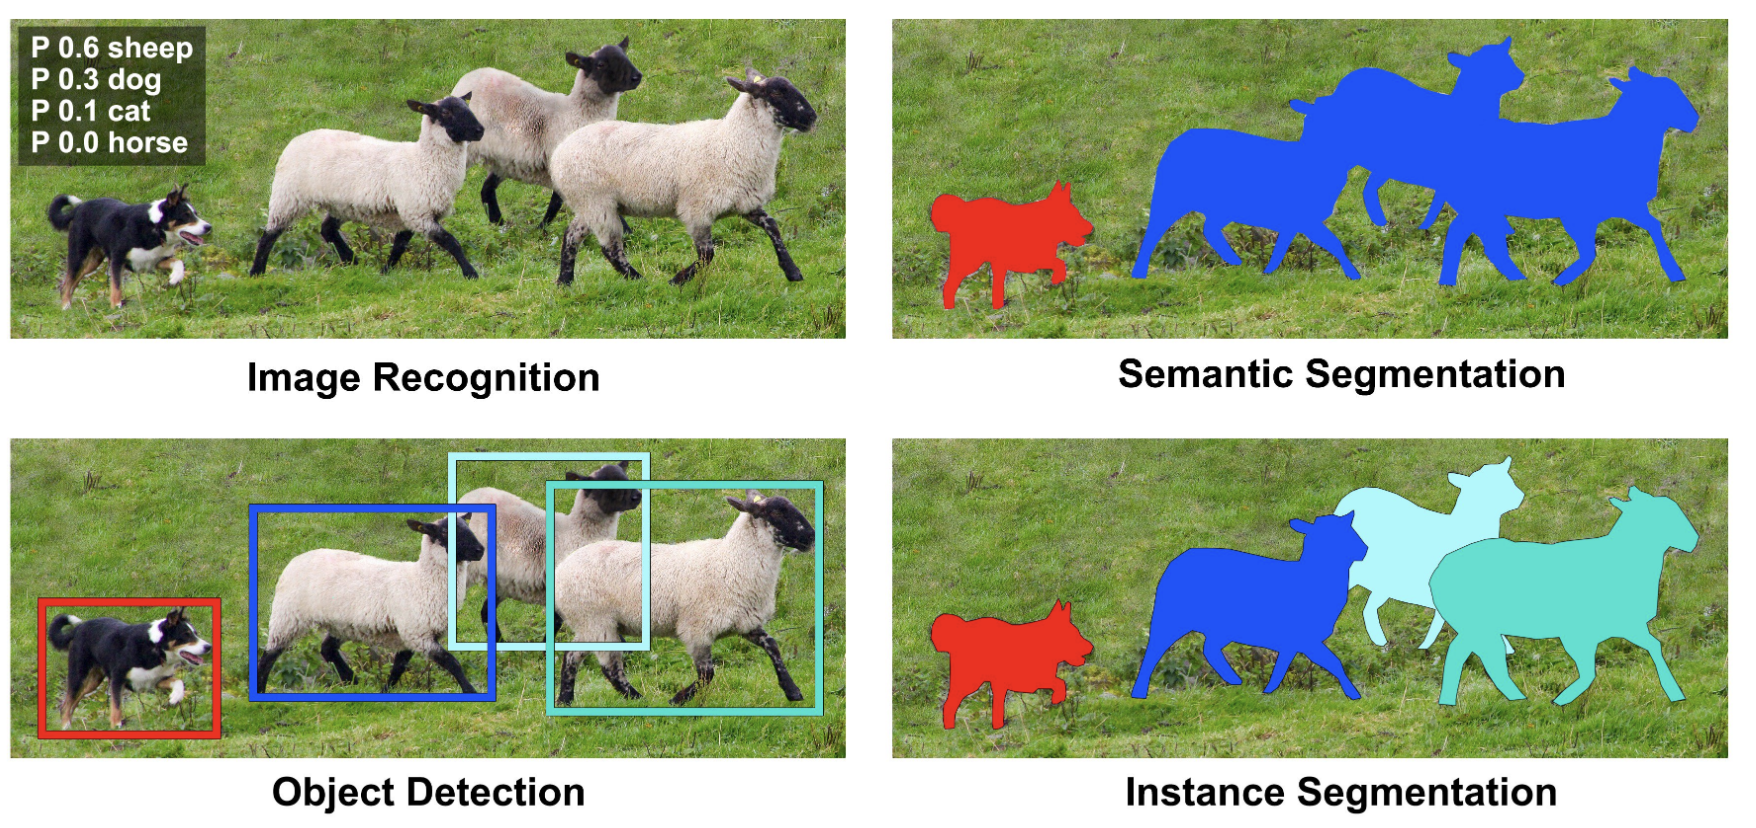 P 0.6 sheep
P 0.3 dog
P 0.1 cat
P 0.0 horse
Image Recognition
Semantic Segmentation
Object Detection
Instance Segmentation